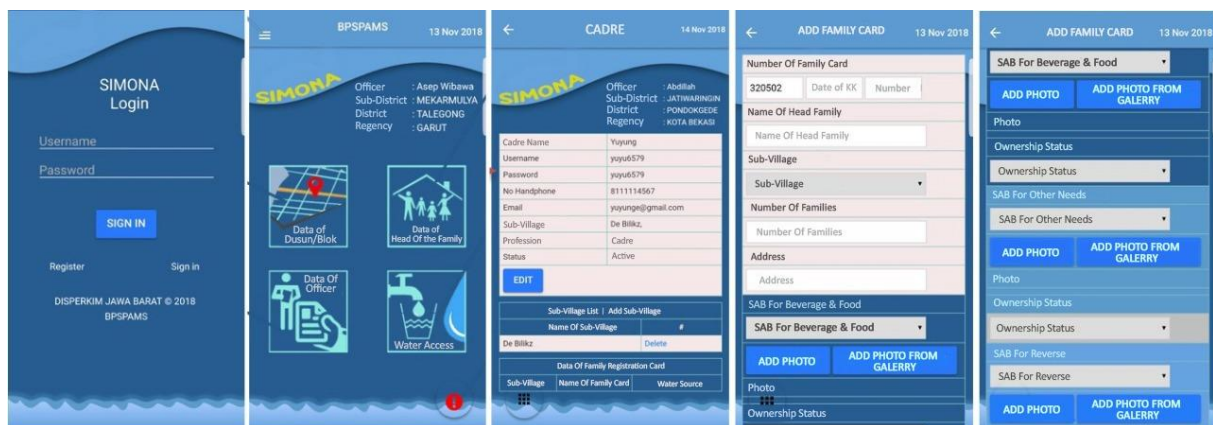 SIMONA
Login
Username
Password
SIGN IN
Register Sign in
DISPERKIM JAWA BARAT © 2018
BPSPAMS
BPSPAMS 13 Nov 2018
SIMONA
Officer : Asep Wibawa
Sub-District : MEKARMULYA
District : TALEGONG
Regency : GARUT
Data of
Dusun/Blok
Data of
Head Of the Family
Data Of
Officer
Water Access
CADRE 14 Nov 2018
SIMONA
Officer : Abdillah
Sub-District : JATIWARINGIN
District : PONDOKGEDE
Regency : KOTA BEKASI
Cadre Name Yuyung
Username yuyu6579
Password yuyu6579
No Handphone 8111114567
Email yuyunge@gmail.com
Sub-Village De Bilikz,
Profession Cadre
Status Active
EDIT
Sub-Village List | Add Sub-Village
Name Of Sub-Village #
De Bilikz Delete
Data Of Family Registration Card
Sub-Village Name Of Family Card Water Source
ADD FAMILY CARD 13 Nov 2018
Number Of Family Card
320502 Date of KK Number
Name Of Head Family
Name Of Head Family
Sub-Village
Sub-Village
Number Of Families
Number Of Families
Address
Address
SAB For Beverage & Food
SAB For Beverage & Food
ADD PHOTO ADD PHOTO FROM
GALERRY
Photo
Ownership Status
ADD FAMILY CARD 13 Nov 2018
SAB For Beverage & Food
ADD PHOTO ADD PHOTO FROM
GALERRY
Photo
Ownership Status
Ownership Status
SAB For Other Needs
SAB For Other Needs
ADD PHOTO ADD PHOTO FROM
GALERRY
Photo
Ownership Status
Ownership Status
SAB For Reverse
SAB For Reverse
ADD PHOTO ADD PHOTO FROM
GALERRY